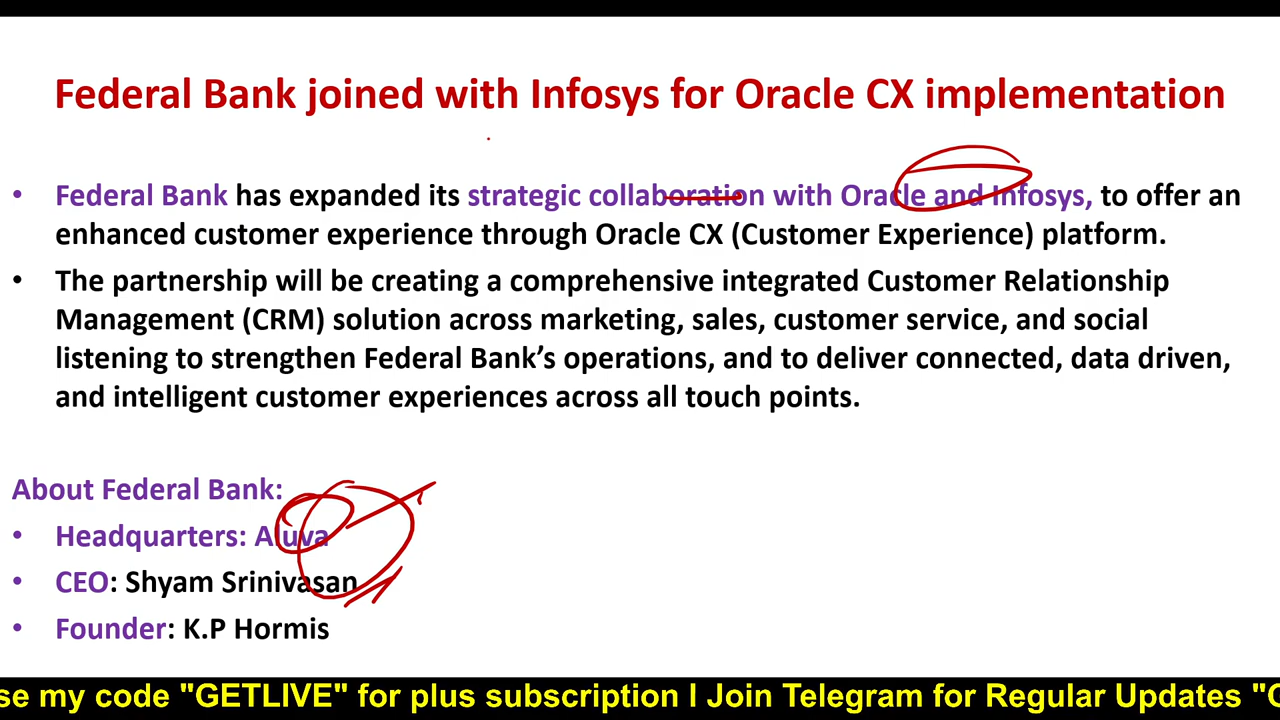 Federal Bank joined with Infosys for Oracle CX implementation
• Federal Bank has expanded its strategic collaboration with Oracle and Infosys, to offer an
enhanced customer experience through Oracle CX (Customer Experience) platform.
• The partnership will be creating a comprehensive integrated Customer Relationship
Management (CRM) solution across marketing, sales, customer service, and social
listening to strengthen Federal Bank’s operations, and to deliver connected, data driven,
and intelligent customer experiences across all touch points.
About Federal Bank:
• Headquarters: Aluva
• CEO: Shyam Srinivasan
• Founder: K.P Hormis
se my code "GETLIVE" for plus subscription I Join Telegram for Regular Updates "